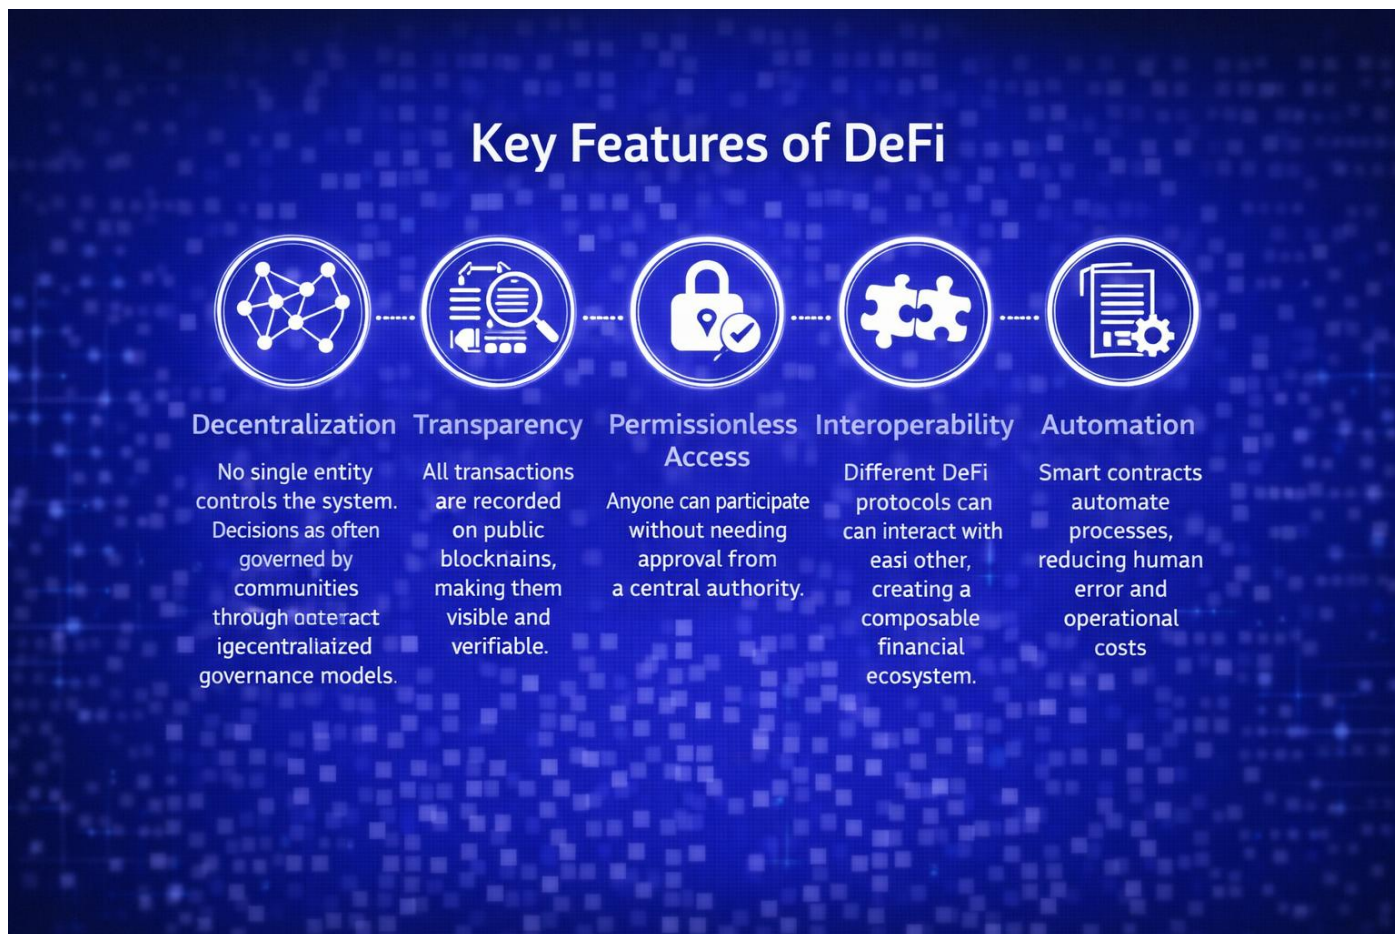 Key Features of DeFi
Decentralization
No single entity
controls the system.
Decisions as often
governed by
communities
through
igecentraliaized
governance models.
Transparency
All transactions
are recorded
on public
blocknains,
making them
visible and
verifiable.
Permissionless
Access
Anyone can participate
without needing
approval from
a central authority.
Interoperability
Different DeFi
protocols can
can interact with
easi other,
creating a
composable
financial
ecosystem.
Automation
Smart contracts
automate
processes,
reducing human
error and
operational
costs